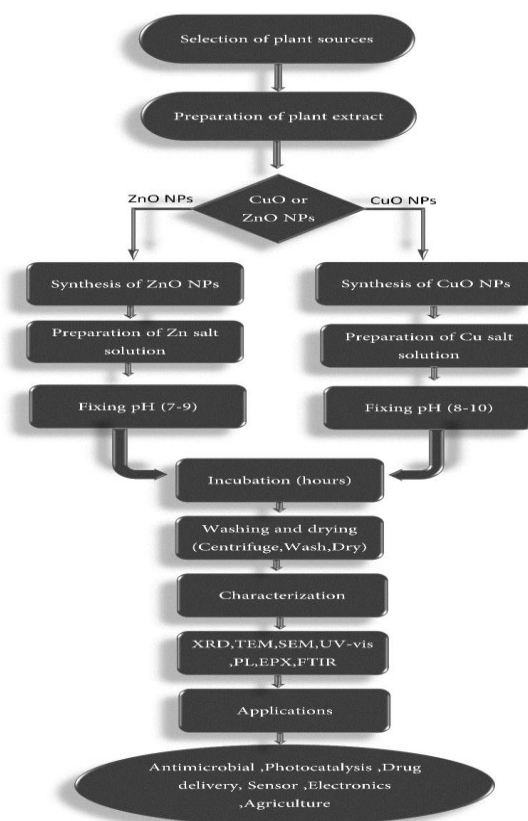 Selection of plant sources
Preparation of plant extract
ZnO NPs
CuO or
ZnO NPs
CuO NPs
Synthesis of ZnO NPs
Synthesis of CuO NPs
Preparation of Zn salt
solution
Preparation of Cu salt
solution
Fixing pH (7-9)
Fixing pH (8-10)
Incubation (hours)
Washing and drying
(Centrifuge,Wash,Dry)
Characterization
XRD,TEM,SEM,UV-vis
,PL,EPX,FTIR
Applications
Antimicrobial ,Photocatalysis ,Drug
delivery, Sensor ,Electronics
,Agriculture